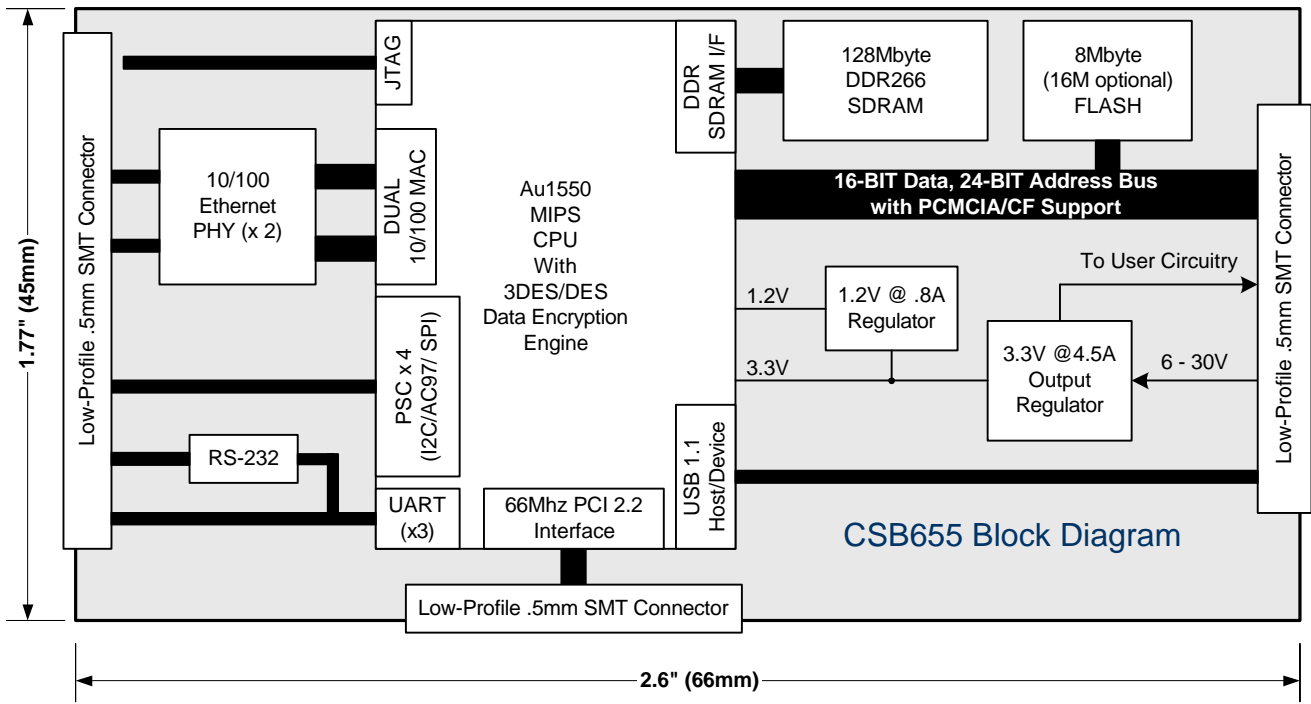 JTAG
DDR
SDRAM I/F
128Mbyte
DDR266
SDRAM
8Mbyte
(16M optional)
FLASH
Low-Profile .5mm SMT Connector
10/100
Ethernet
PHY (x 2)
DUAL
10/100 MAC
Au1550
MIPS
CPU
With
3DES/DES
Data Encryption
Engine
16-BIT Data, 24-BIT Address Bus
with PCMCIA/CF Support
Low-Profile .5mm SMT Connector
To User Circuitry
1.2V
1.2V @ .8A
Regulator
3.3V
3.3V @4.5A
Output
Regulator
6 - 30V
1.77" (45mm)
PSC x 4
(I2C/AC97/ SPI)
RS-232
UART
(x3)
66Mhz PCI 2.2
Interface
USB 1.1
Host/Device
CSB655 Block Diagram
Low-Profile .5mm SMT Connector
2.6" (66mm)